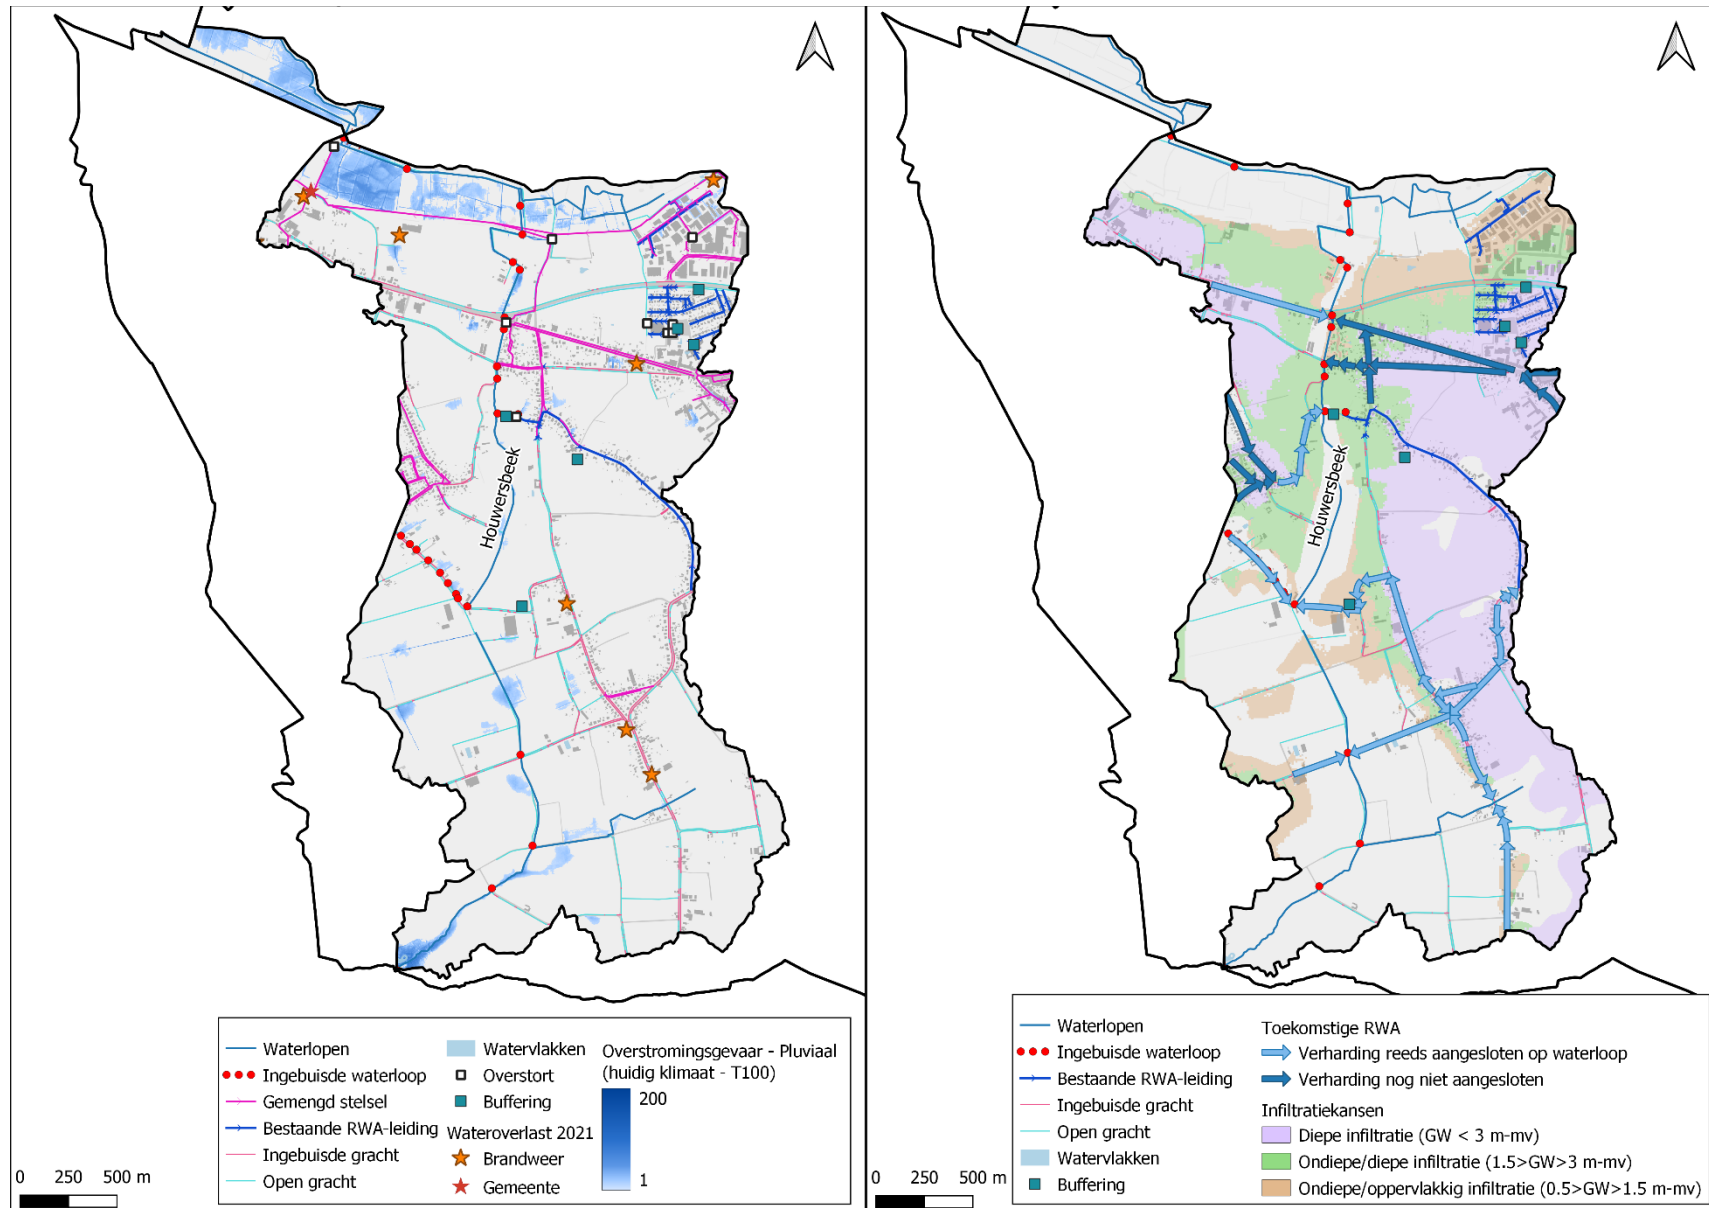 Houwersbeek
Waterlopen
Ingebuisde waterloop
Gemengd stelsel
Bestaande RWA-leiding
Ingebuisde gracht
Open gracht
Watervlakken
Overstort
Buffering
Wateroverlast 2021
Brandweer
Gemeente
Overstromingsgevaar - Pluviaal
(huidig klimaat - T100)
200
1
0 250 500 m
Houwersbeek
Waterlopen
Ingebuisde waterloop
Bestaande RWA-leiding
Ingebuisde gracht
Open gracht
Watervlakken
Buffering
Toekomstige RWA
Verharding reeds aangesloten op waterloop
Verharding nog niet aangesloten
Infiltratiekansen
Diepe infiltratie (GW < 3 m-mv)
Ondiepe/diepe infiltratie (1.5>GW>3 m-mv)
Ondiepe/oppervlakkig infiltratie (0.5>GW>1.5 m-mv)
0 250 500 m